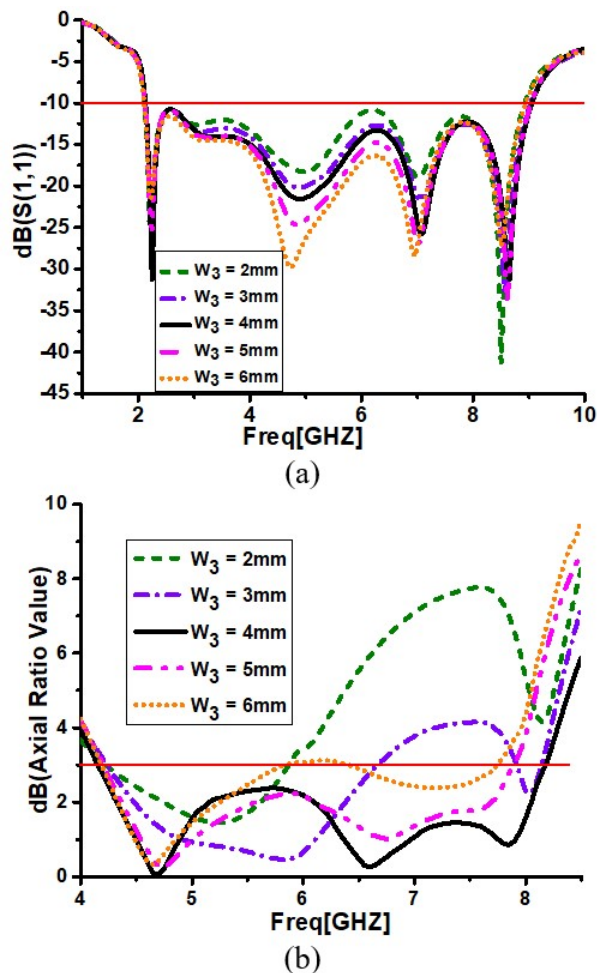 0
-5
-10
-15
-20
-25
-30
-35
-40
-45
dB(S(1,1))
W3 = 2mm
W3 = 3mm
W3 = 4mm
W3 = 5mm
W3 = 6mm
2 4 6 8 10
Freq[GHZ]
(a)
10
8
6
4
2
0
dB(Axial Ratio Value)
W3 = 2mm
W3 = 3mm
W3 = 4mm
W3 = 5mm
W3 = 6mm
4 5 6 7 8
Freq[GHZ]
(b)